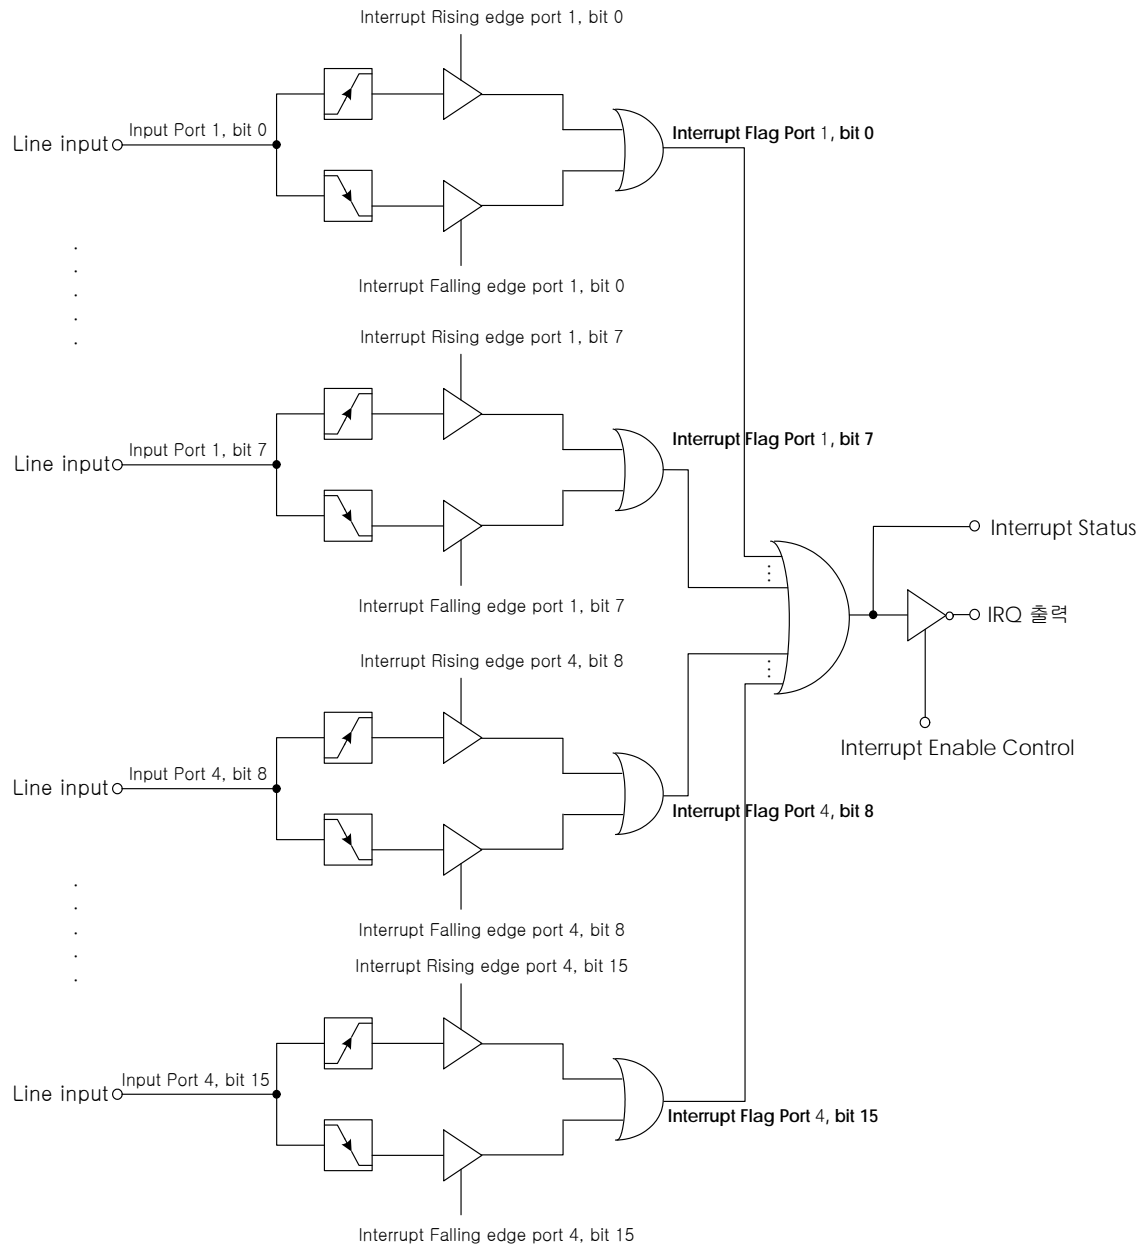 Interrupt Rising edge port 1, bit 0
Input Port 1, bit 0
Line input
Interrupt Flag Port 1, bit 0
Interrupt Falling edge port 1, bit 0
Interrupt Rising edge port 1, bit 7
Input Port 1, bit 7
Line input
Interrupt Flag Port 1, bit 7
Interrupt Falling edge port 1, bit 7
Interrupt Status
IRQ 출력
Interrupt Enable Control
Interrupt Rising edge port 4, bit 8
Input Port 4, bit 8
Line input
Interrupt Flag Port 4, bit 8
Interrupt Falling edge port 4, bit 8
Interrupt Rising edge port 4, bit 15
Input Port 4, bit 15
Line input
Interrupt Flag Port 4, bit 15
Interrupt Falling edge port 4, bit 15